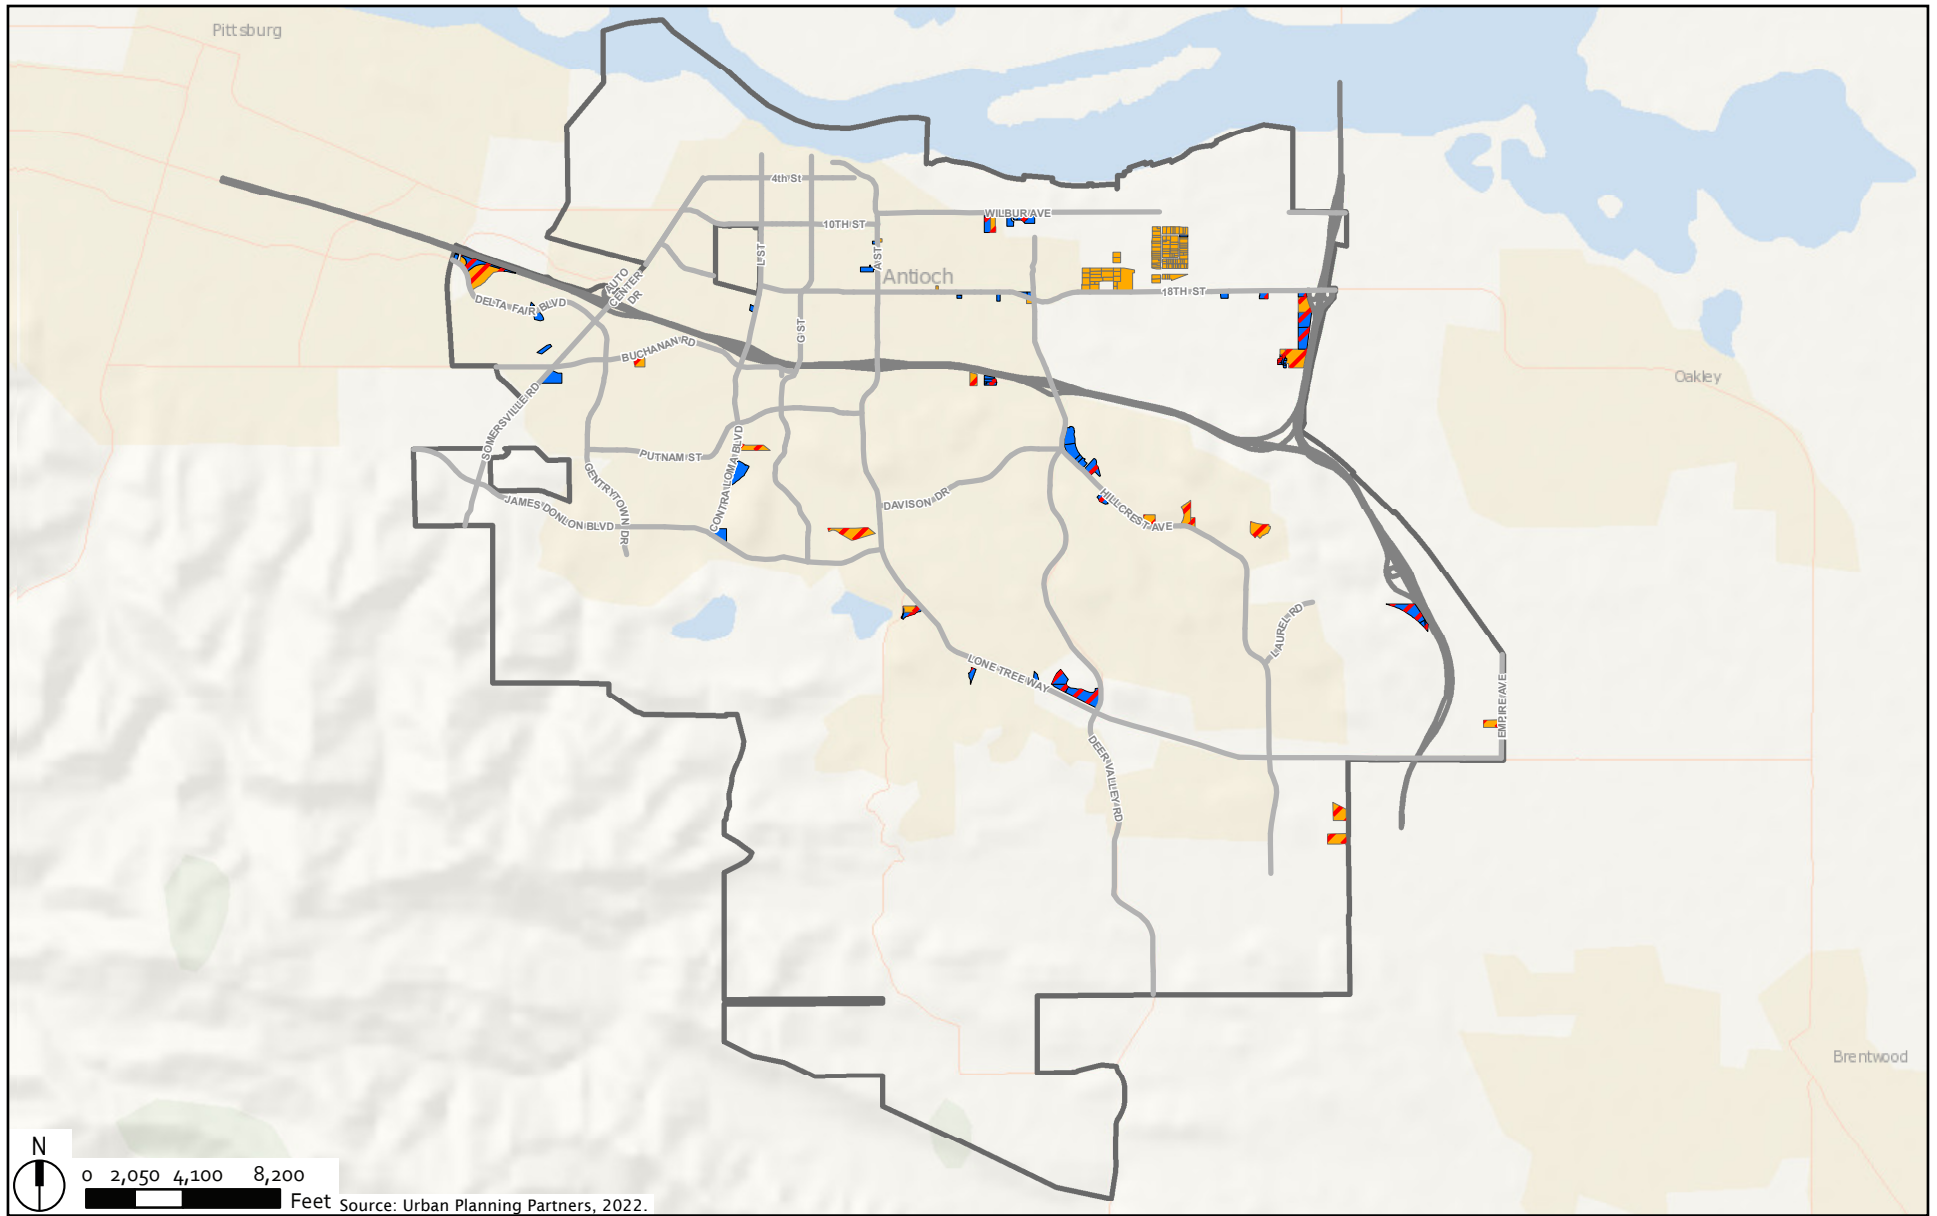 Pittsburg
4th St
WILBUR AVE
10TH ST
L ST
A ST
Antioch
AUTO
CENTER
DR
18TH ST
DELTA FAIR BLVD
G ST
BUCHANAN RD
Oakley
SOMERSVILLE RD
PUTNAM ST
CONTRA LOMA BLVD
GENTRYTOWN DR
DAVISON DR
JAMES DONLON BLVD
HILLCREST AVE
LAUREL RD
LONE TREE WAY
EMPIRE AVE
DEER VALLEY RD
Brentwood
N
0 2,050 4,100 8,200
Feet
Source: Urban Planning Partners, 2022.